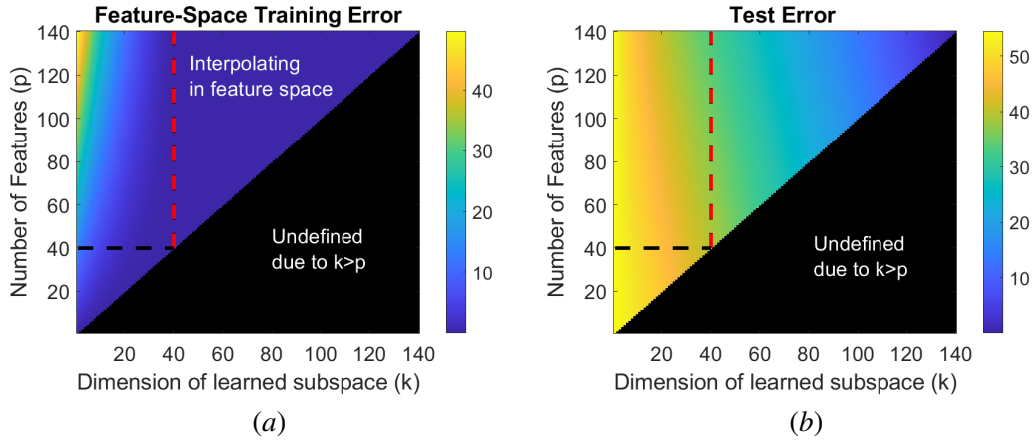 Feature-Space Training Error
Number of Features (p)
140
120
100
80
60
40
20
Interpolating
in feature space
Undefined
due to k>p
20 40 60 80 100 120 140
Dimension of learned subspace (k)
40
30
20
10
(a)
Test Error
Number of Features (p)
140
120
100
80
60
40
20
Undefined
due to k>p
20 40 60 80 100 120 140
Dimension of learned subspace (k)
50
40
30
20
10
(b)